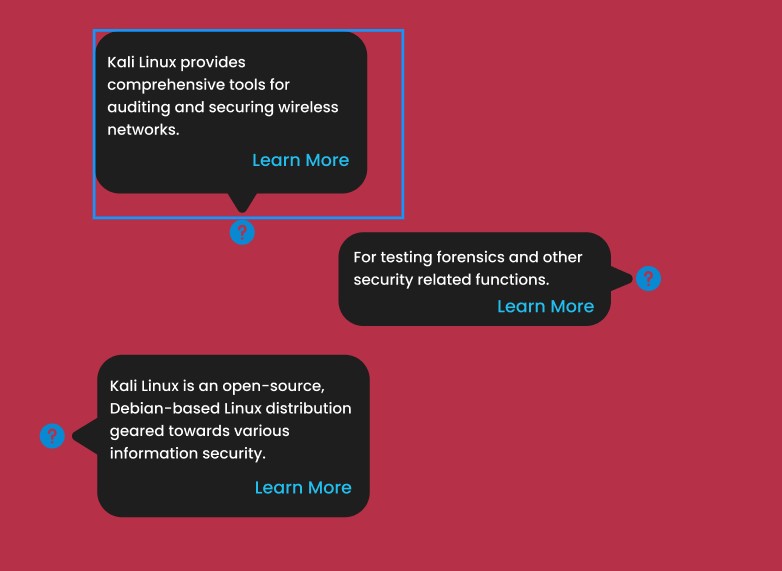 Kali Linux provides
comprehensive tools for
auditing and securing wireless
networks.
Learn More
?
For testing forensics and other
security related functions.
?
Learn More
Kali Linux is an open-source,
Debian-based Linux distribution
geared towards various
information security.
?
Learn More